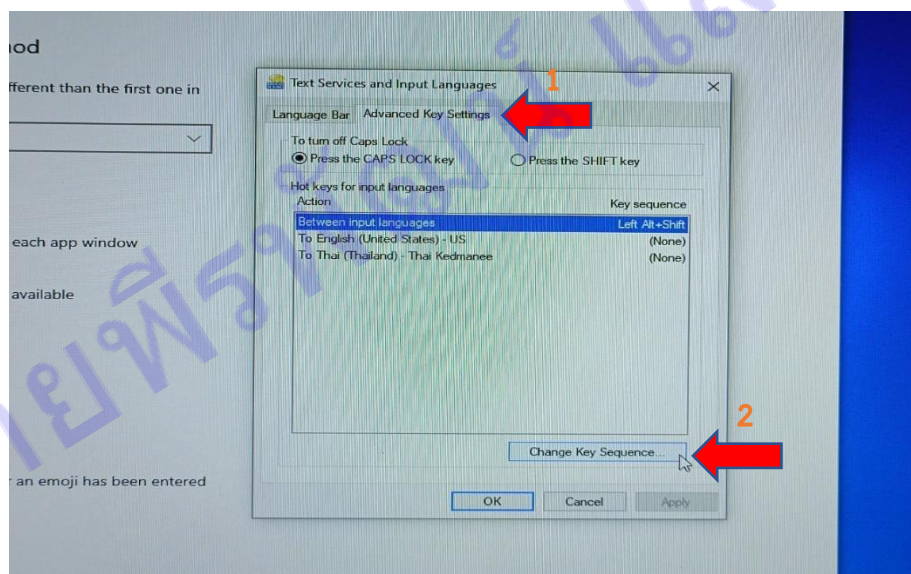 od
fferent than the first one in
each app window
available
an emoji has been entered
Text Services and Input Languages
1
Language Bar
Advanced Key Settings
To turn off Caps Lock
Press the CAPS LOCK key
Press the SHIFT key
Hot keys for input languages
Action
Key sequence
Between input languages
Left Alt+Shift
To English (United States) - US
(None)
To Thai (Thailand) - Thai Kedmanee
(None)
2
Change Key Sequence...
OK
Cancel
Apply